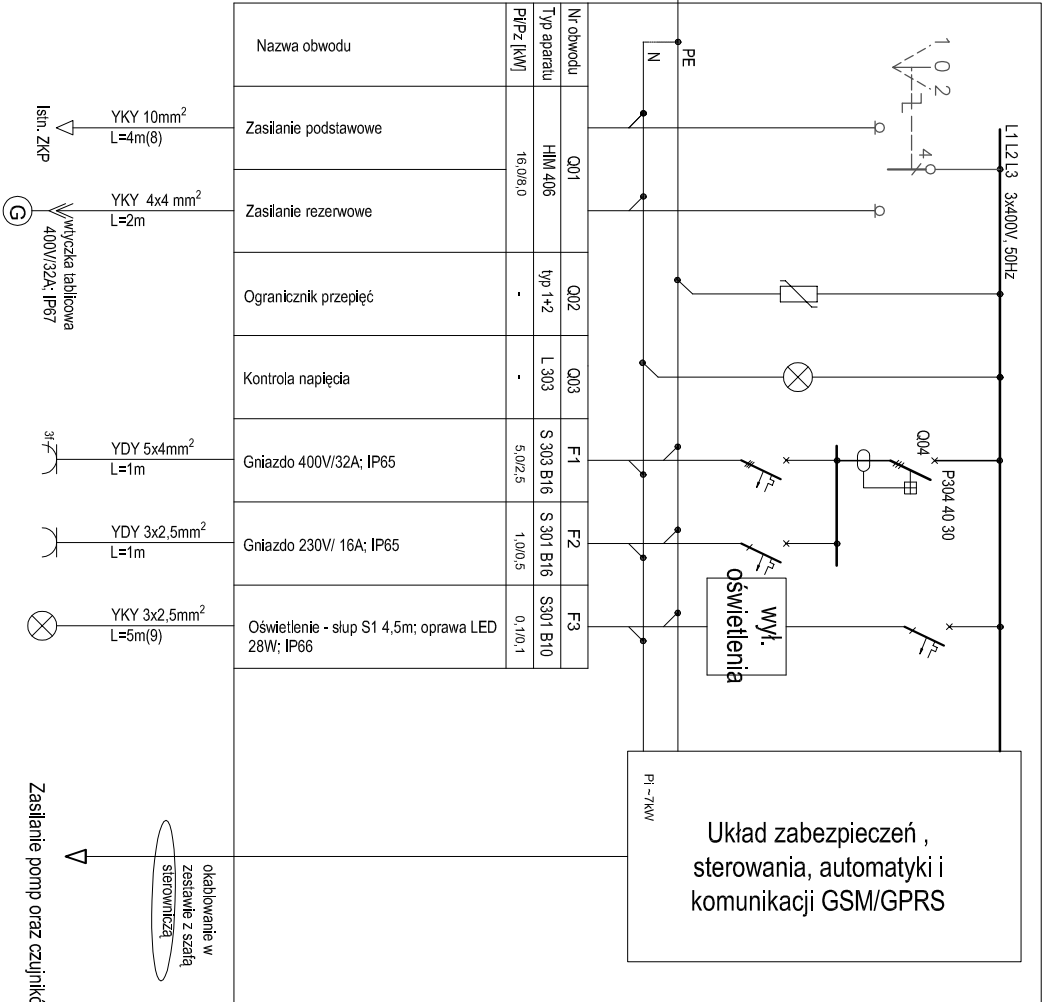 1 0 2
4
L1 L2 L3 3x400V, 50Hz
PE
N
Q04
P304 40 30
wył.
oświetlenia
Układ zabezpieczeń ,
sterowania, automatyki i
komunikacji GSM/GPRS
Pi ~7kW
Nr obwodu
Typ aparatu
Pi/Pz [kW]
Nazwa obwodu
Q01
HIM 406
16,0/8,0
Zasilanie podstawowe
Zasilanie rezerwowe
Q02
typ 1+2
-
Ogranicznik przepięć
Q03
L 303
-
Kontrola napięcia
F1
S 303 B16
5,0/2,5
Gniazdo 400V/32A; IP65
F2
S 301 B16
1,0/0,5
Gniazdo 230V/ 16A; IP65
F3
S301 B10
0,1/0,1
Oświetlenie - słup S1 4,5m; oprawa LED
28W; IP66
YKY 10mm²
L=4m(8)
Istn. ZKP
YKY 4x4 mm²
L=2m
wtyczka tablicowa
400V/32A; IP67
G
YDY 5x4mm²
L=1m
3f
YDY 3x2,5mm²
L=1m
YKY 3x2,5mm²
L=5m(9)
okablowanie w
zestawie z szafą
sterowniczą
Zasilanie pomp oraz